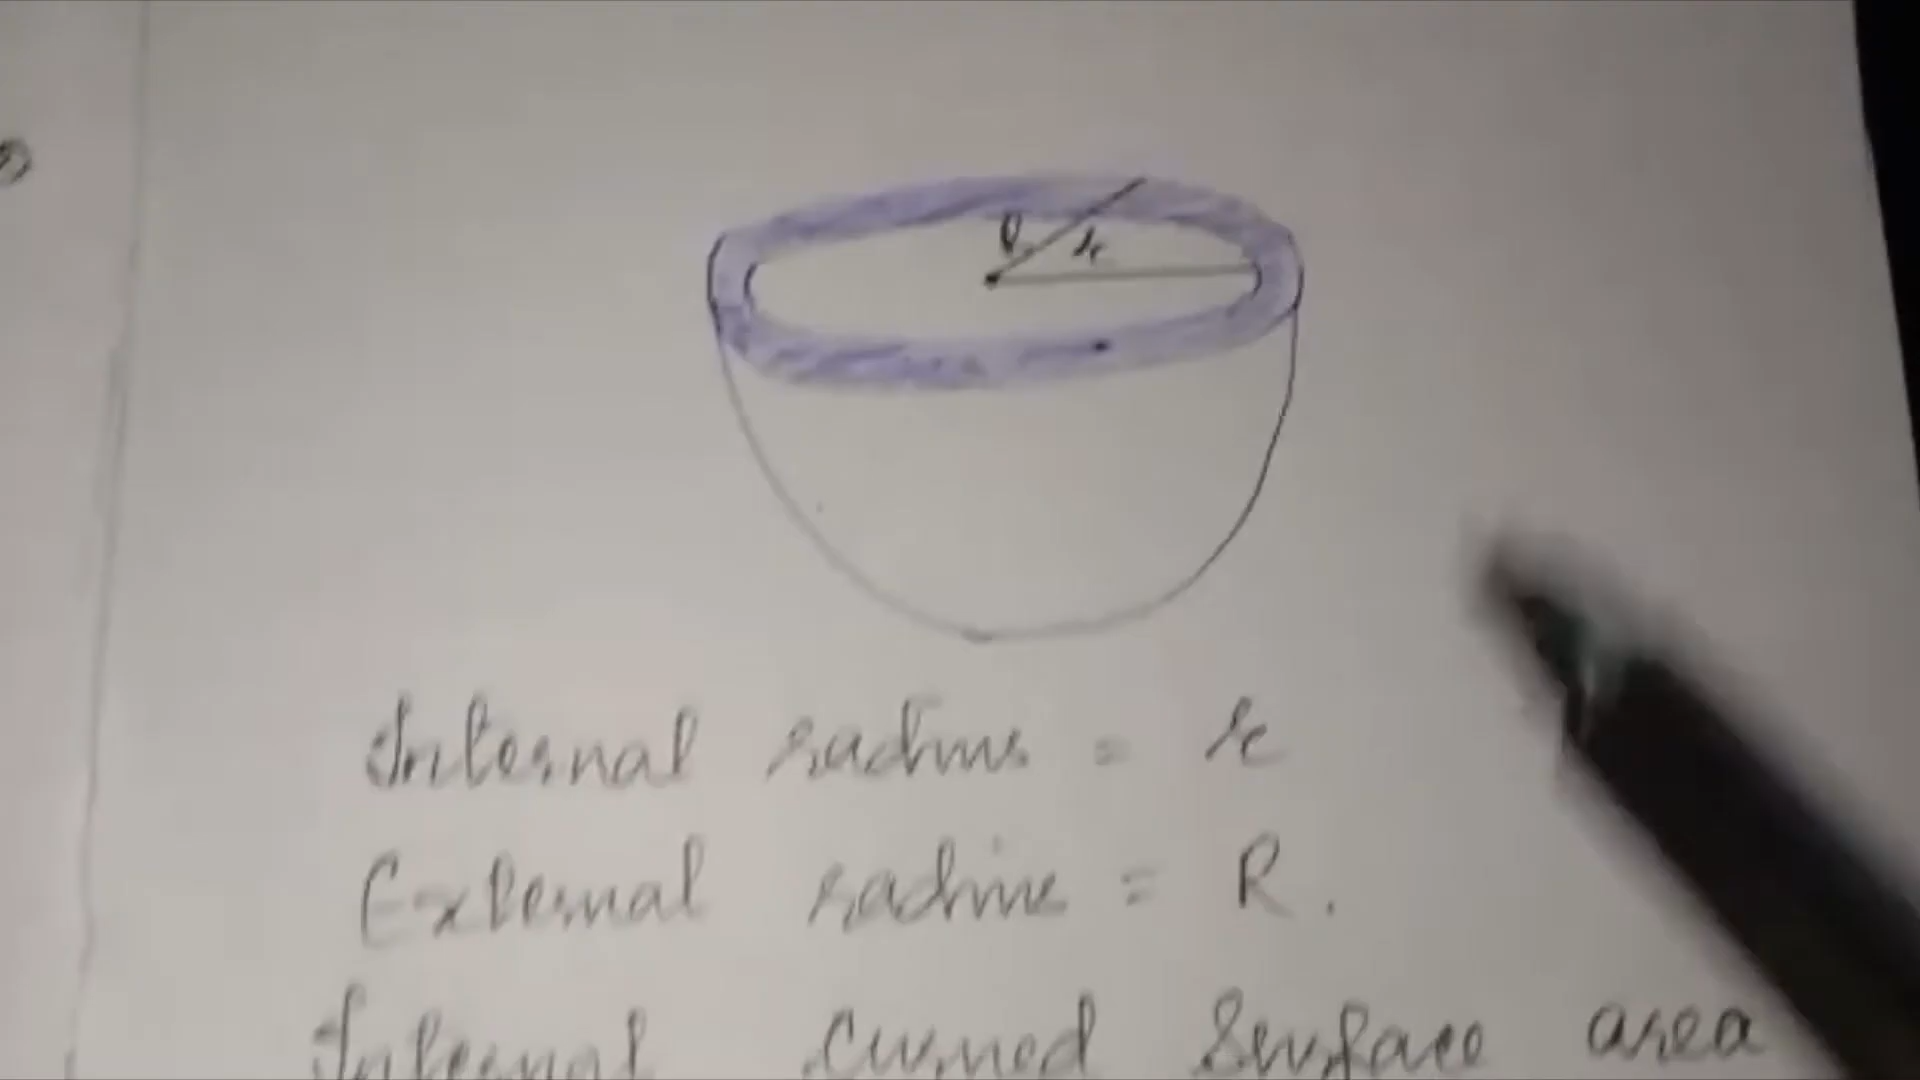 R
r
Internal radius = r
External radius = R.
Internal curved surface area